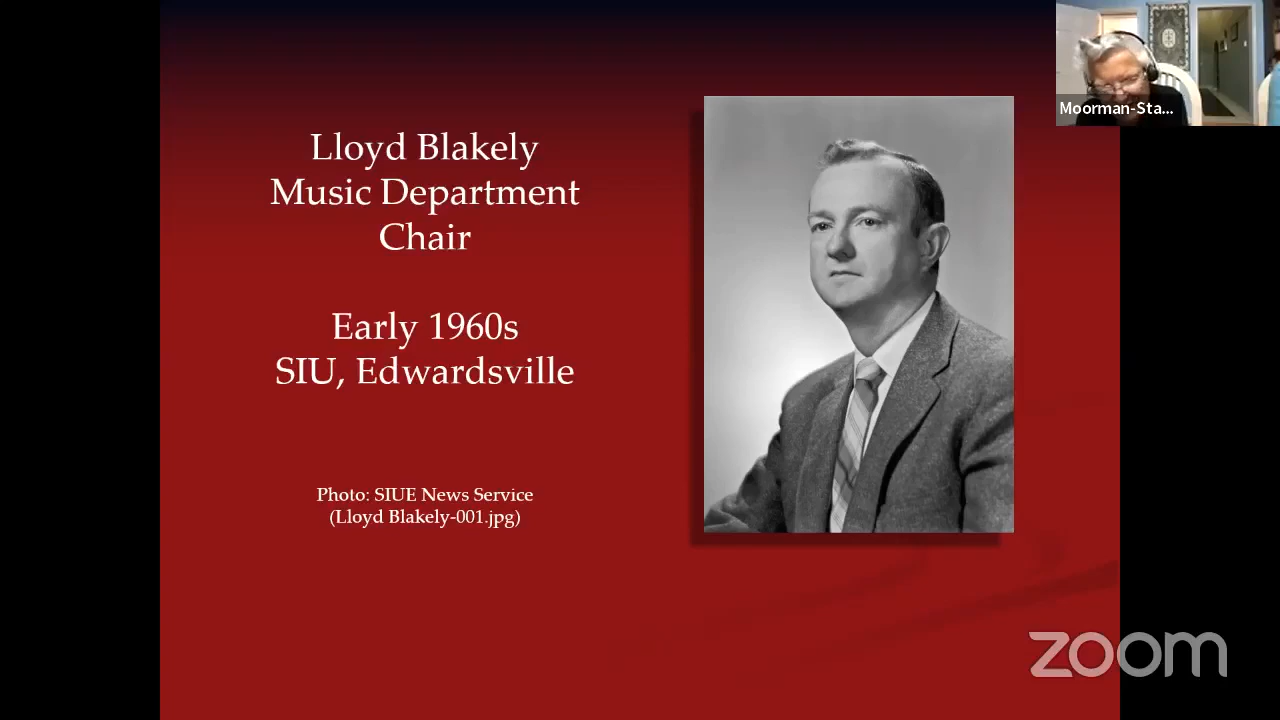 Lloyd Blakely
Music Department
Chair
Early 1960s
SIU, Edwardsville
Photo: SIUE News Service
(Lloyd Blakely-001.jpg)
Moorman-Sta...
zoom